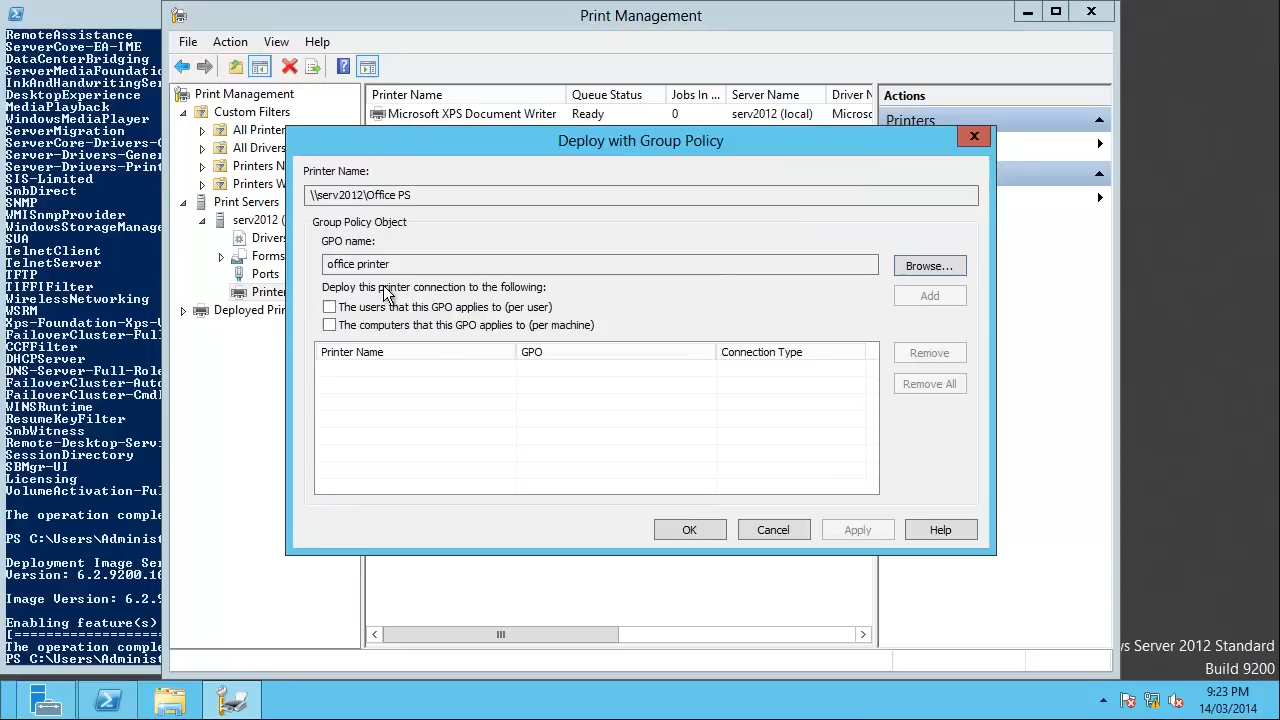 Print Management
File Action View Help
RemoteAssistance
ServerCore-EA-IME
DataCenterBridging
ServerMediaFoundatio
InkAndHandwritingSer
DesktopExperience
MediaPlayback
WindowsMediaPlayer
ServerMigration
ServerCore-Drivers-G
Server-Drivers-Gene
Server-Drivers-Print
SIS-Limited
SmbDirect
SNMP
WMISnmpProvider
WindowsStorageManage
SUA
TelnetClient
TelnetServer
TFTP
TIFFIFilter
WirelessNetworking
WSRM
Xps-Foundation-Xps-U
FailoverCluster-Full
CCFFilter
DHCPServer
DNS-Server-Full-Role
FailoverCluster-Auto
FailoverCluster-CmdI
WINSRuntime
ResumeKeyFilter
SmbWitness
Remote-Desktop-Servi
SessionDirectory
SBMgr-UI
Licensing
VolumeActivation-Ful
The operation comple
PS C:\Users\Administ
Deployment Image Ser
Version: 6.2.9200.16
Image Version: 6.2.9
Enabling feature(s)
[====================
The operation comple
PS C:\Users\Administ
Print Management
Custom Filters
All Printer
All Drivers
Printers N
Printers W
Print Servers
serv2012 (
Drivers
Forms
Ports
Printer
Deployed Prin
Printer Name Queue Status Jobs In ... Server Name Driver N
Microsoft XPS Document Writer Ready 0 serv2012 (local) Microsc
Actions
Printers
Deploy with Group Policy
Printer Name:
\\serv2012\Office PS
Group Policy Object
GPO name:
office printer
Browse...
Deploy this printer connection to the following:
Add
The users that this GPO applies to (per user)
The computers that this GPO applies to (per machine)
Printer Name GPO Connection Type
Remove
Remove All
OK Cancel Apply Help
vs Server 2012 Standard
Build 9200
9:23 PM
14/03/2014